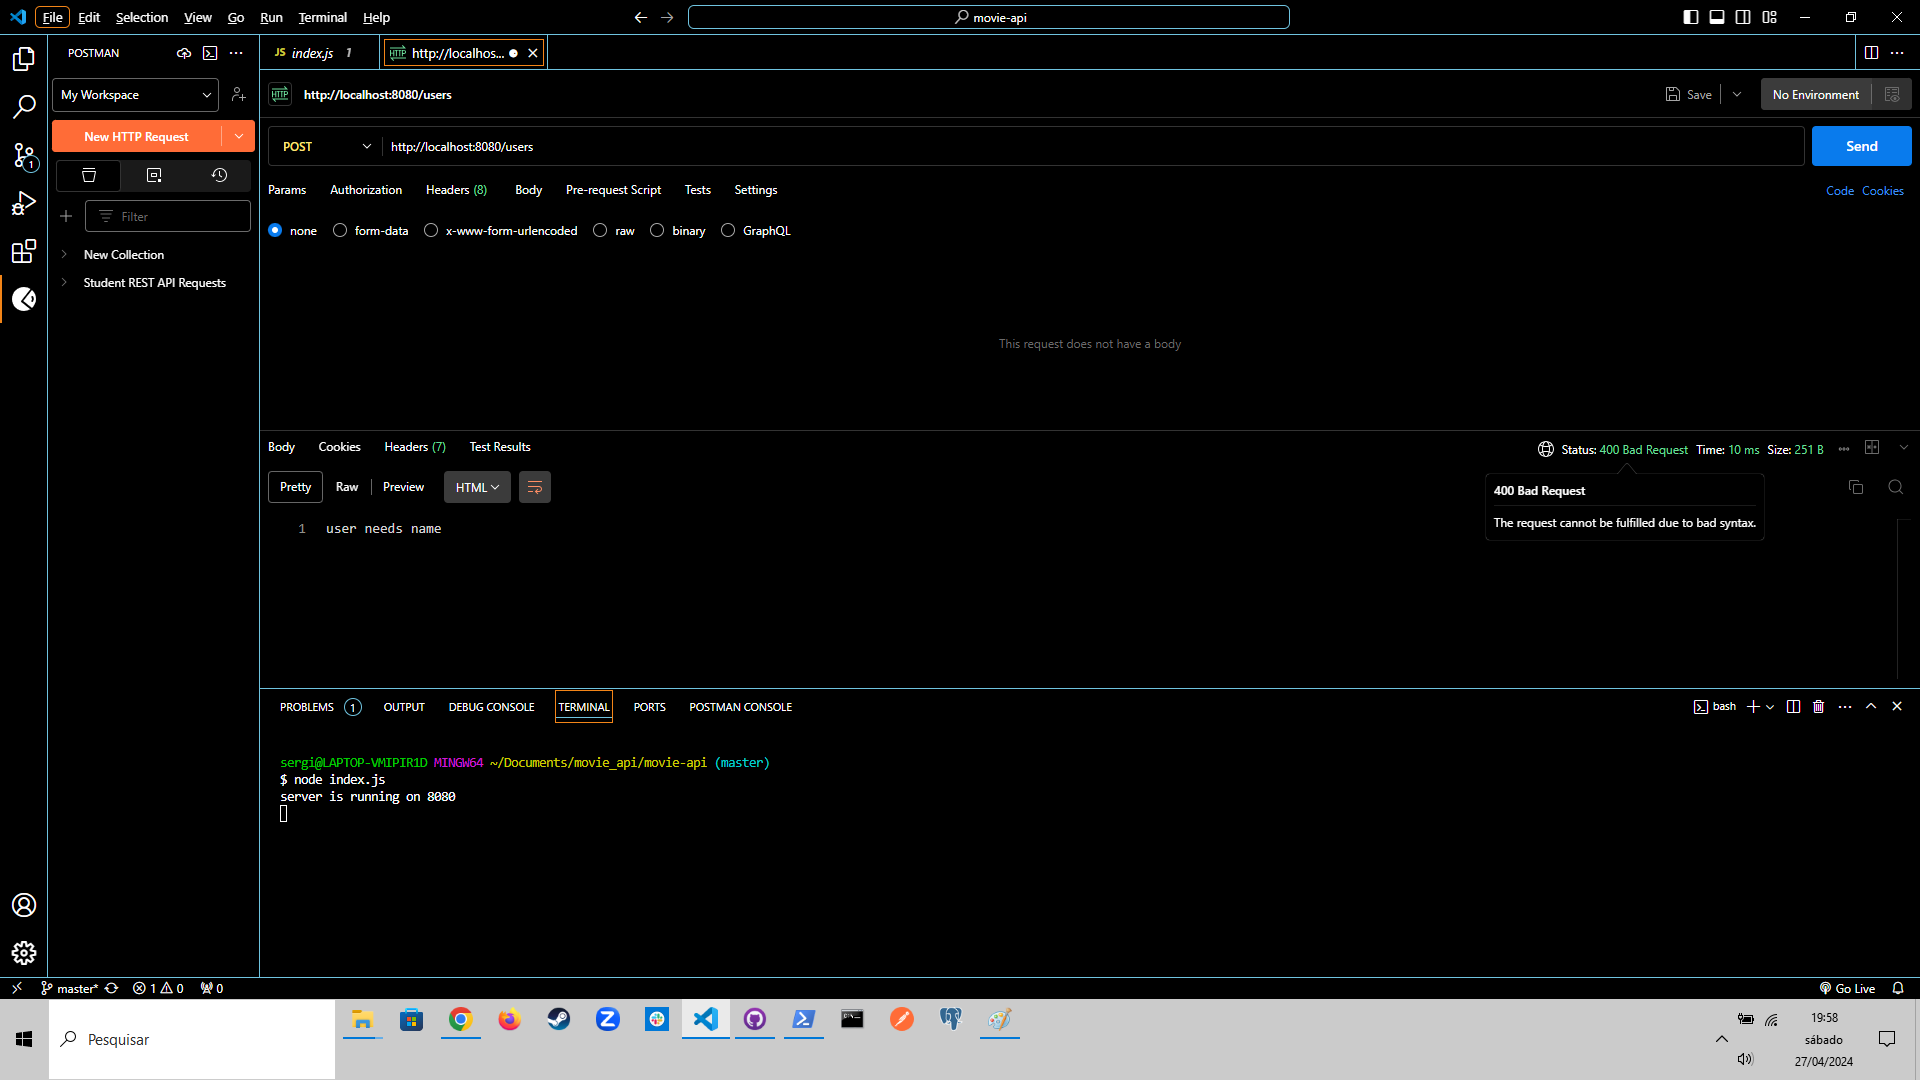 File Edit Selection View Go Run Terminal Help
movie-api
POSTMAN
JS index.js 1
HTTP http://localhos...
My Workspace
HTTP http://localhost:8080/users
Save
No Environment
New HTTP Request
POST http://localhost:8080/users
Send
Params Authorization Headers (8) Body Pre-request Script Tests Settings
Code Cookies
1
Filter
none form-data x-www-form-urlencoded raw binary GraphQL
New Collection
Student REST API Requests
This request does not have a body
Body Cookies Headers (7) Test Results
Status: 400 Bad Request Time: 10 ms Size: 251 B
Pretty Raw Preview HTML
400 Bad Request
The request cannot be fulfilled due to bad syntax.
1 user needs name
PROBLEMS 1 OUTPUT DEBUG CONSOLE TERMINAL PORTS POSTMAN CONSOLE
bash
sergi@LAPTOP-VMIPIR1D MINGW64 ~/Documents/movie_api/movie-api (master)
$ node index.js
server is running on 8080
master* 1 0 0
Go Live
Pesquisar
19:58
sábado
27/04/2024